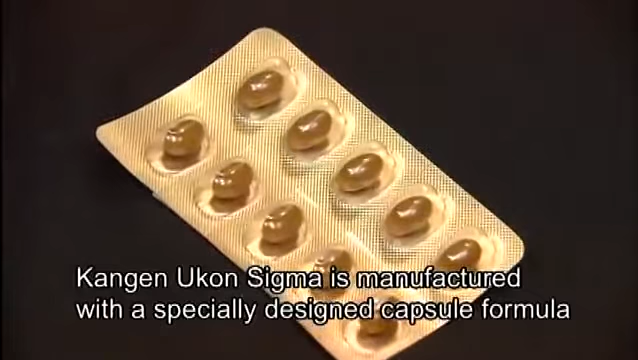 Kangen Ukon Sigma is manufactured
with a specially designed capsule formula